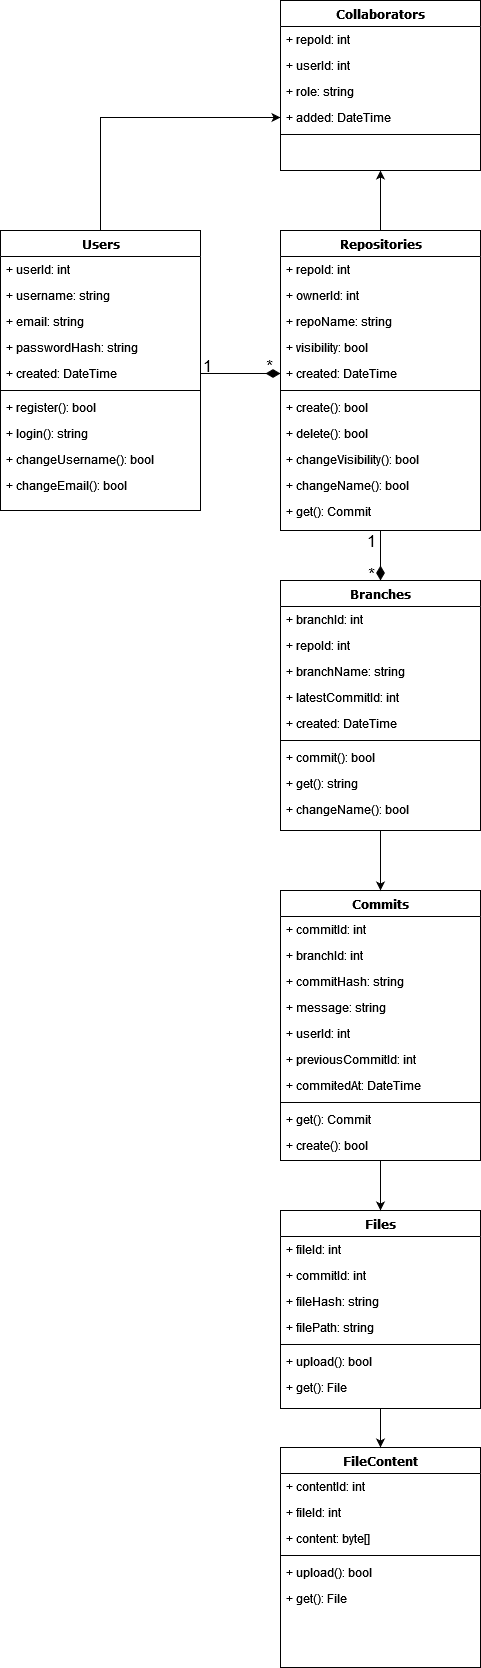 Collaborators
+ repoId: int
+ userId: int
+ role: string
+ added: DateTime
Users
+ userId: int
+ username: string
+ email: string
+ passwordHash: string
+ created: DateTime
+ register(): bool
+ login(): string
+ changeUsername(): bool
+ changeEmail(): bool
1
*
Repositories
+ repoId: int
+ ownerId: int
+ repoName: string
+ visibility: bool
+ created: DateTime
+ create(): bool
+ delete(): bool
+ changeVisibility(): bool
+ changeName(): bool
+ get(): Commit
1
*
Branches
+ branchId: int
+ repoId: int
+ branchName: string
+ latestCommitId: int
+ created: DateTime
+ commit(): bool
+ get(): string
+ changeName(): bool
Commits
+ commitId: int
+ branchId: int
+ commitHash: string
+ message: string
+ userId: int
+ previousCommitId: int
+ commitedAt: DateTime
+ get(): Commit
+ create(): bool
Files
+ fileId: int
+ commitId: int
+ fileHash: string
+ filePath: string
+ upload(): bool
+ get(): File
FileContent
+ contentId: int
+ fileId: int
+ content: byte[]
+ upload(): bool
+ get(): File